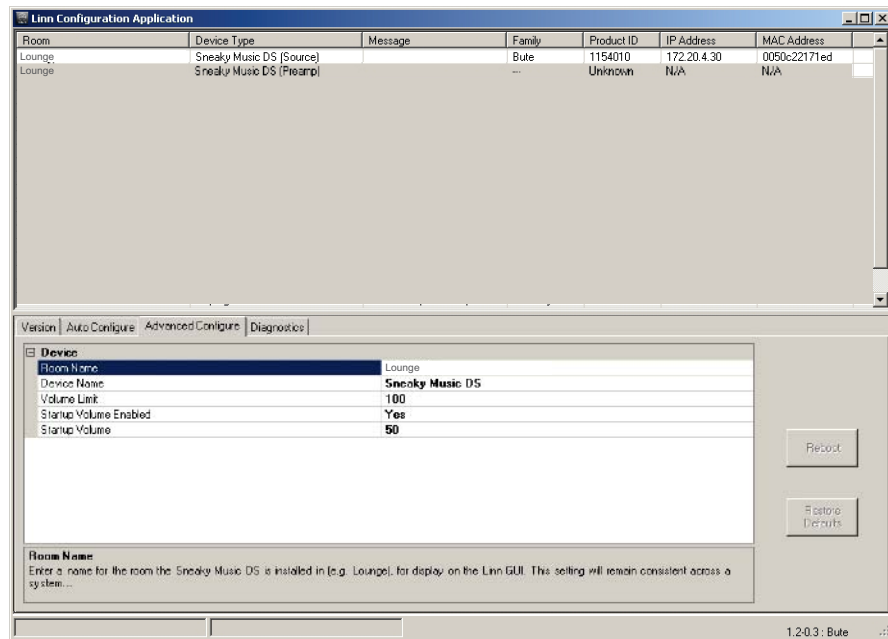 Linn Configuration Application
Room Device Type Message Family Product ID IP Address MAC Address
Lounge Sneaky Music DS (Source) Bute 1154010 172.20.4.30 0050c22171ed
Lounge Sneaky Music DS (Preamp) --- Unknown N/A N/A
Version Auto Configure Advanced Configure Diagnostics
Device
Room Name Lounge
Device Name Sneaky Music DS
Volume Limit 100
Startup Volume Enabled Yes
Startup Volume 50
Reboot
Restore
Defaults
Room Name
Enter a name for the room the Sneaky Music DS is installed in (e.g. Lounge), for display on the Linn GUI. This setting will remain consistent across a
system...
1.2-0.3 : Bute